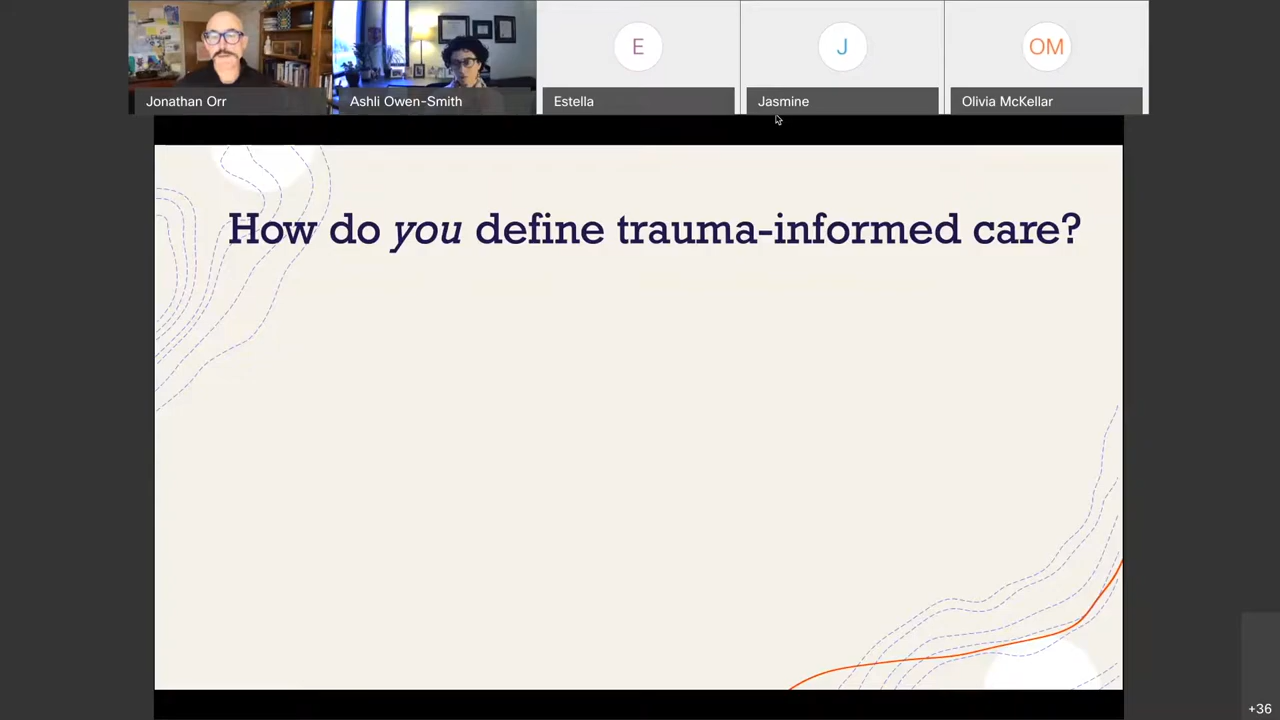 E
J
OM
Jonathan Orr
Ashli Owen-Smith
Estella
Jasmine
Olivia McKellar
How do you define trauma-informed care?
+36